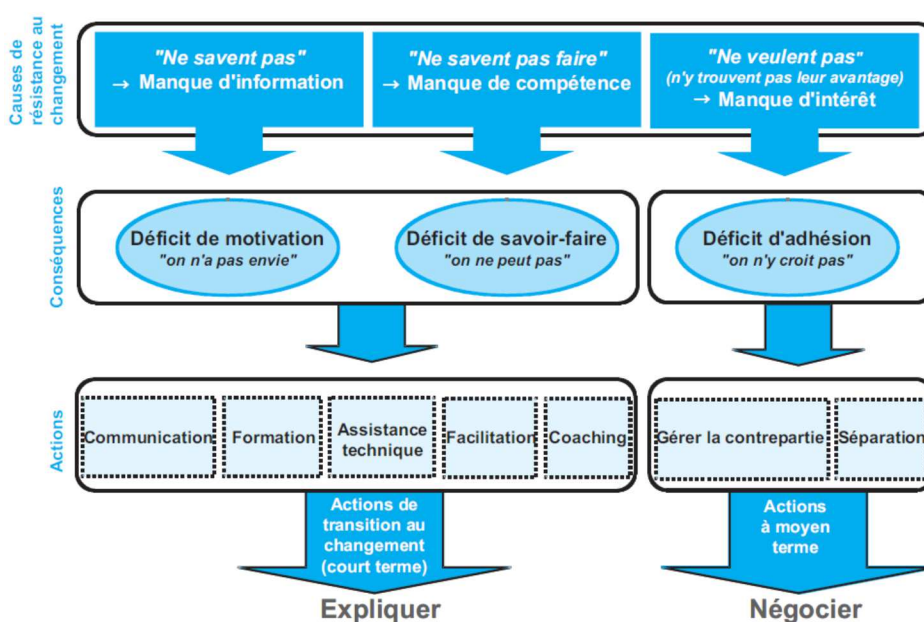 Causes de
résistance au
changement
"Ne savent pas"
→ Manque d'information
"Ne savent pas faire"
→ Manque de compétence
"Ne veulent pas"
(n'y trouvent pas leur avantage)
→ Manque d'intérêt
Conséquences
Déficit de motivation
"on n'a pas envie"
Déficit de savoir-faire
"on ne peut pas"
Déficit d'adhésion
"on n'y croit pas"
Actions
Communication
Formation
Assistance
technique
Facilitation
Coaching
Gérer la contrepartie
Séparation
Actions de
transition au
changement
(court terme)
Actions
à moyen
terme
Expliquer
Négocier